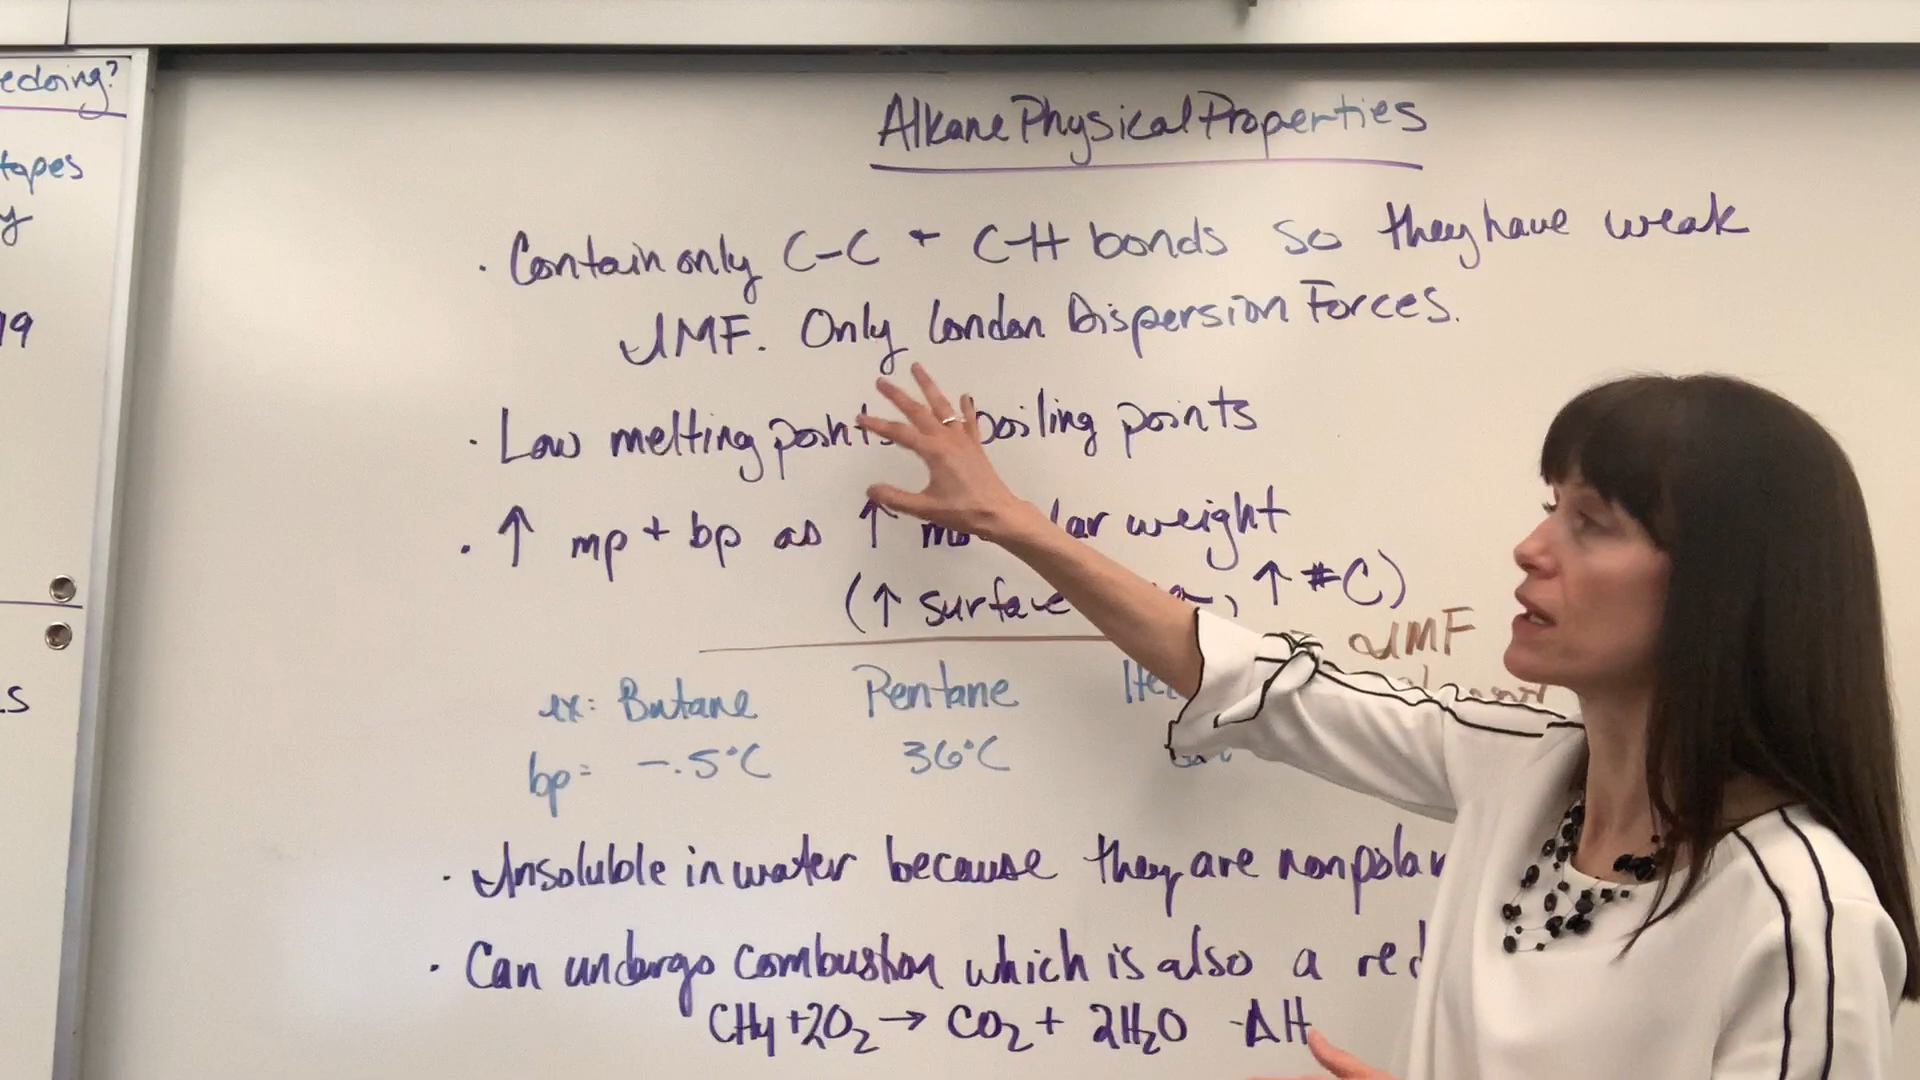 edoing?
Alkane Physical Properties
tapes
y
• Contain only C-C + C-H bonds so they have weak
IMF. Only London Dispersion Forces.
19
• Low melting points boiling points
• ↑ mp + bp as ↑ weight
(↑ surface ↑ #C)
IMF
s
ex: Butane Pentane
bp= -.5°C 36°C
• Insoluble in water because they are nonpolar
• Can undergo combustion which is also a
CH4 + 2O2 → CO2 + 2H2O -ΔH